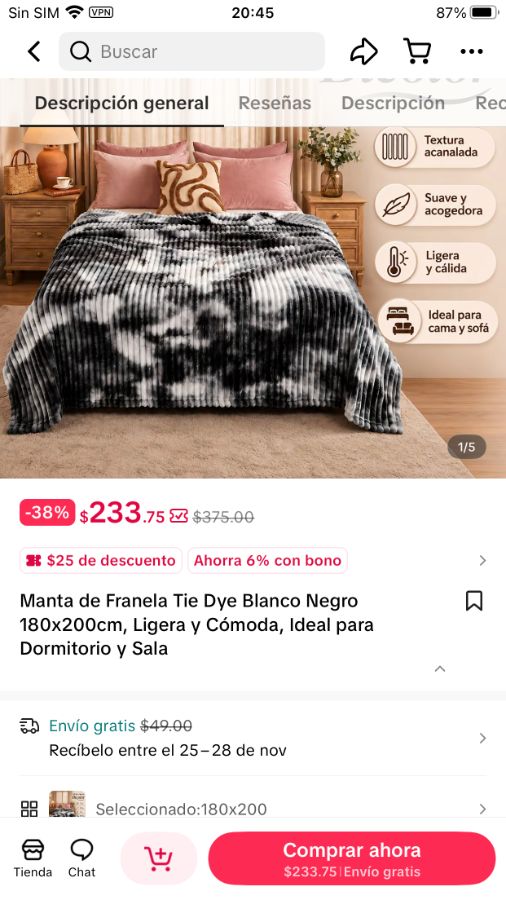 Sin SIM VPN 20:45 87%
Buscar
Descripción general Reseñas Descripción Rec
Textura
acanalada
Suave y
acogedora
Ligera
y cálida
Ideal para
cama y sofá
1/5
-38% $233.75 $375.00
$25 de descuento Ahorra 6% con bono
Manta de Franela Tie Dye Blanco Negro
180x200cm, Ligera y Cómoda, Ideal para
Dormitorio y Sala
Envío gratis $49.00
Recíbelo entre el 25–28 de nov
Seleccionado:180x200
Tienda Chat Comprar ahora
$233.75 | Envío gratis